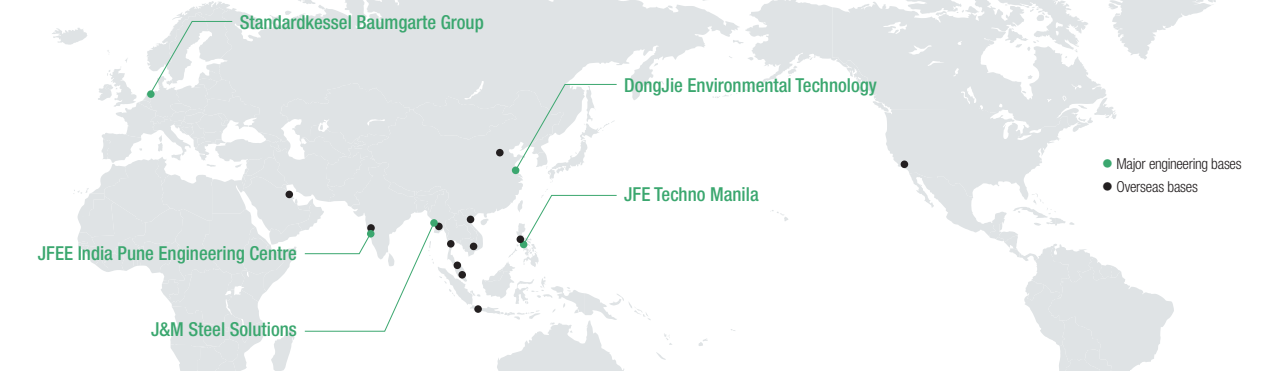 Standardkessel Baumgarte Group
DongJie Environmental Technology
Major engineering bases
Overseas bases
JFE Techno Manila
JFEE India Pune Engineering Centre
J&M Steel Solutions